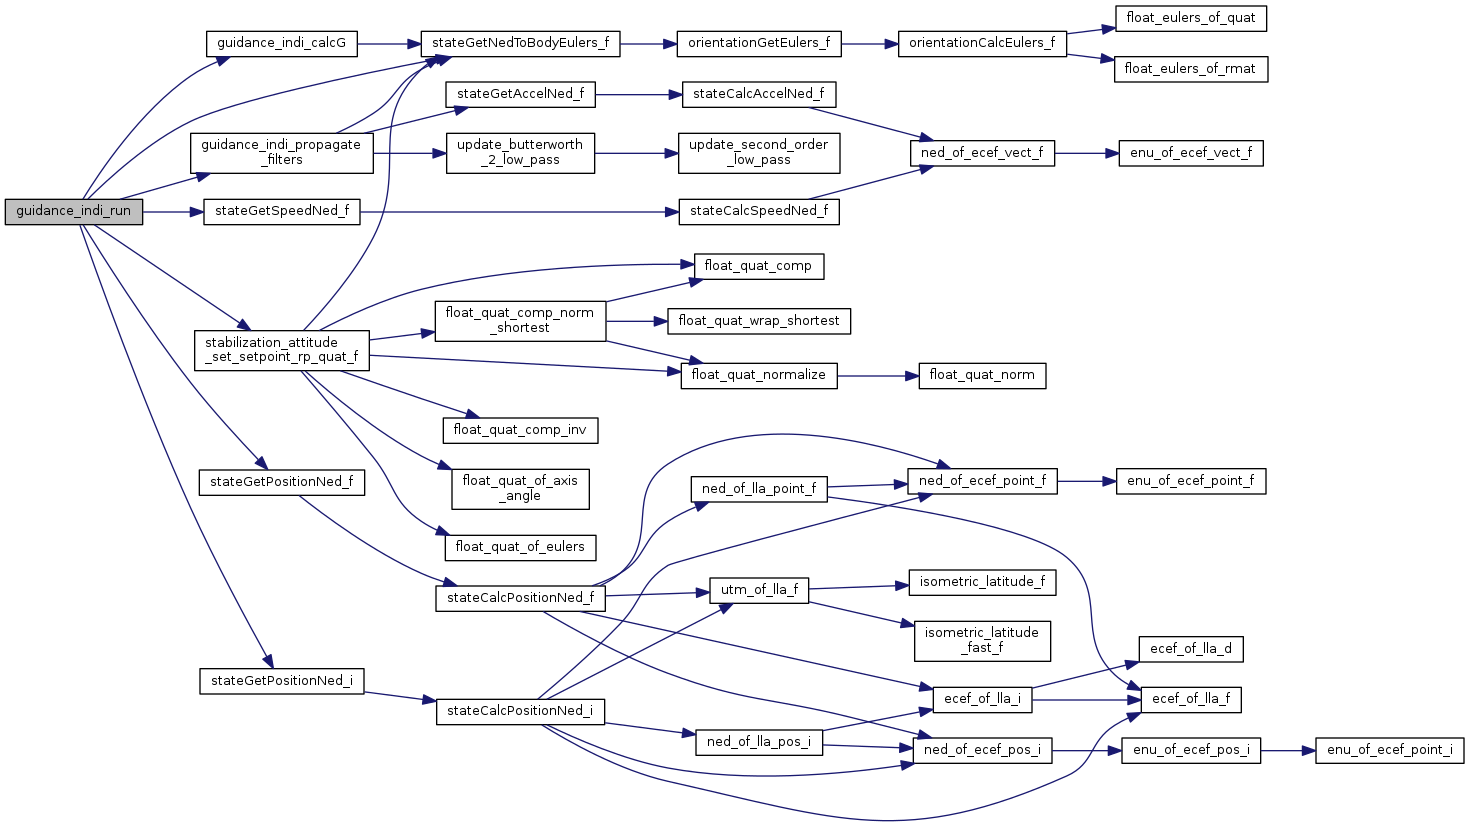 guidance_indi_run
guidance_indi_calcG
guidance_indi_propagate
_filters
stateGetSpeedNed_f
stabilization_attitude
_set_setpoint_rp_quat_f
stateGetPositionNed_f
stateGetPositionNed_i
stateGetNedToBodyEulers_f
stateGetAccelNed_f
update_butterworth
_2_low_pass
float_quat_comp_norm
_shortest
float_quat_comp_inv
float_quat_of_axis
_angle
float_quat_of_eulers
stateCalcPositionNed_f
stateCalcPositionNed_i
orientationGetEulers_f
stateCalcAccelNed_f
update_second_order
_low_pass
stateCalcSpeedNed_f
float_quat_comp
float_quat_wrap_shortest
float_quat_normalize
ned_of_lla_point_f
utm_of_lla_f
ned_of_lla_pos_i
orientationCalcEulers_f
ned_of_ecef_vect_f
float_quat_norm
ned_of_ecef_point_f
isometric_latitude_f
isometric_latitude
_fast_f
ecef_of_lla_i
ned_of_ecef_pos_i
float_eulers_of_quat
float_eulers_of_rmat
enu_of_ecef_vect_f
enu_of_ecef_point_f
ecef_of_lla_d
ecef_of_lla_f
enu_of_ecef_pos_i
enu_of_ecef_point_i